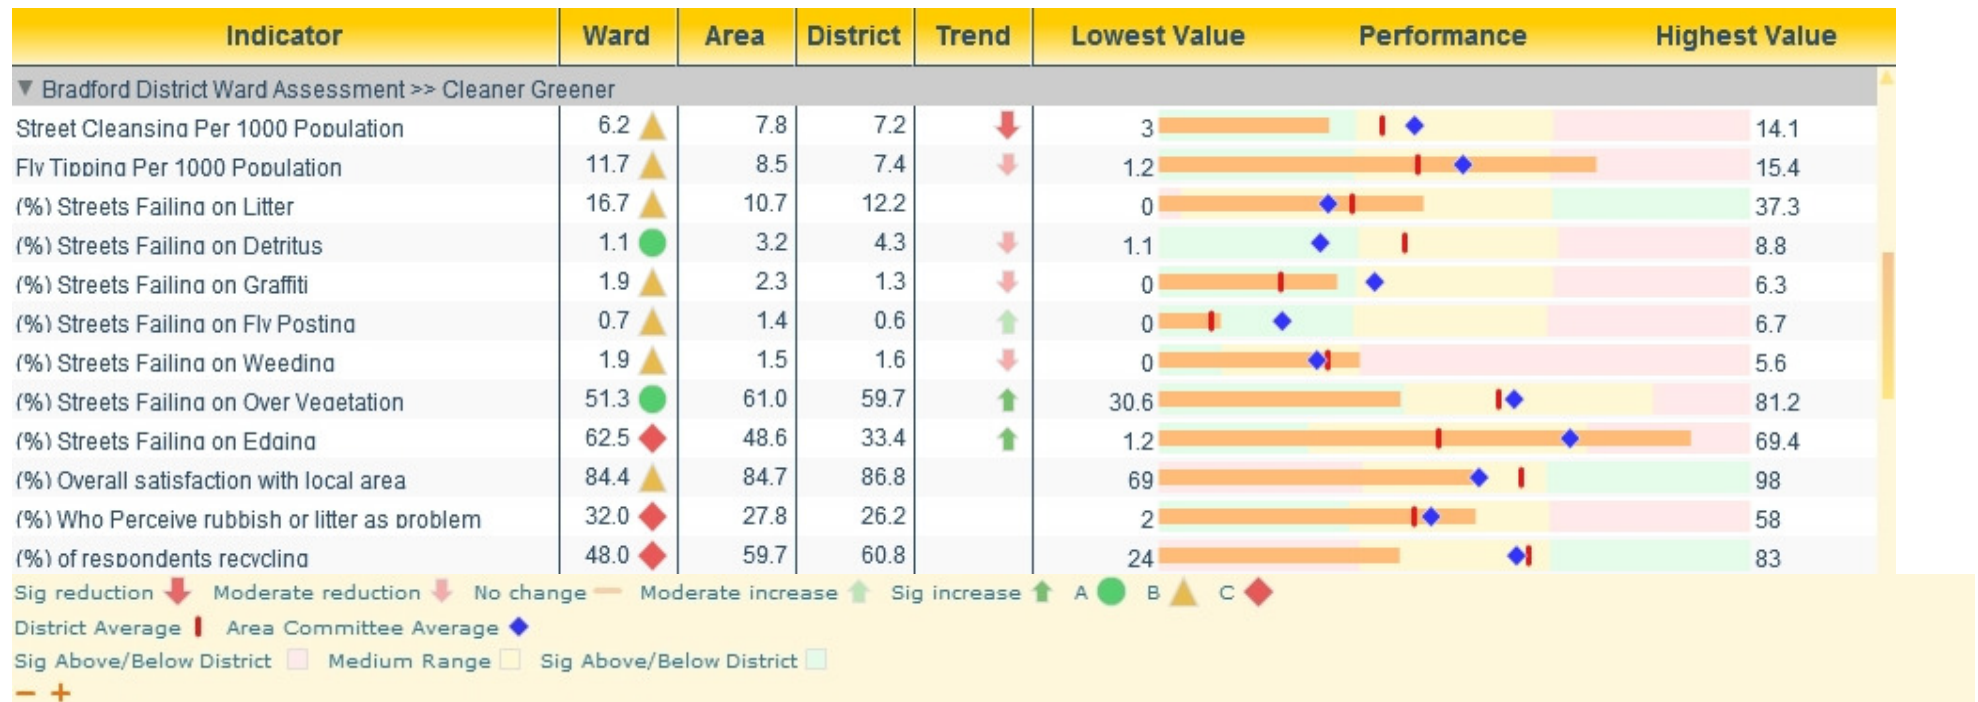 Indicator Ward Area District Trend Lowest Value Performance Highest Value
Bradford District Ward Assessment >> Cleaner Greener
Street Cleansing Per 1000 Population 6.2 7.8 7.2 3 14.1
Fly Tipping Per 1000 Population 11.7 8.5 7.4 1.2 15.4
(%) Streets Failing on Litter 16.7 10.7 12.2 0 37.3
(%) Streets Failing on Detritus 1.1 3.2 4.3 1.1 8.8
(%) Streets Failing on Graffiti 1.9 2.3 1.3 0 6.3
(%) Streets Failing on Fly Posting 0.7 1.4 0.6 0 6.7
(%) Streets Failing on Weeding 1.9 1.5 1.6 0 5.6
(%) Streets Failing on Over Vegetation 51.3 61.0 59.7 30.6 81.2
(%) Streets Failing on Edging 62.5 48.6 33.4 1.2 69.4
(%) Overall satisfaction with local area 84.4 84.7 86.8 69 98
(%) Who Perceive rubbish or litter as problem 32.0 27.8 26.2 2 58
(%) of respondents recycling 48.0 59.7 60.8 24 83
Sig reduction Moderate reduction No change Moderate increase Sig increase A B C
District Average Area Committee Average
Sig Above/Below District Medium Range Sig Above/Below District